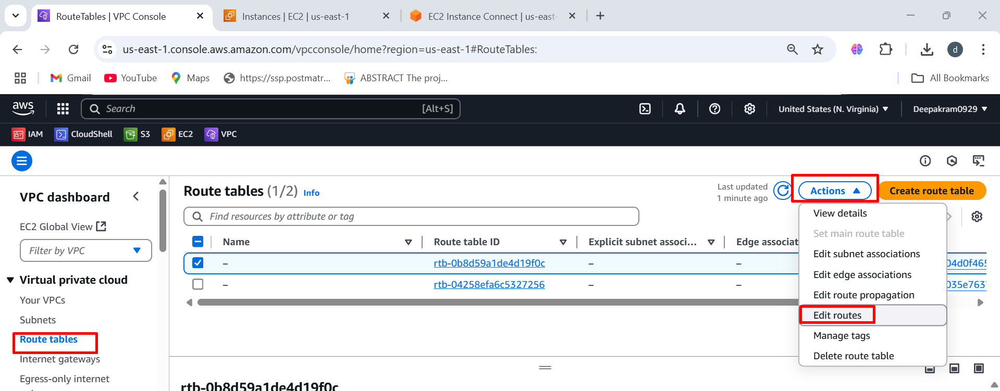 RouteTables | VPC Console
Instances | EC2 | us-east-1
EC2 Instance Connect | us-east-
us-east-1.console.aws.amazon.com/vpcconsole/home?region=us-east-1#RouteTables:
d
Gmail
YouTube
Maps
https://ssp.postmatr...
ABSTRACT The proj...
All Bookmarks
aws
Search
[Alt+S]
United States (N. Virginia)
Deepakram0929
IAM
CloudShell
S3
EC2
VPC
VPC dashboard
EC2 Global View
Filter by VPC
Virtual private cloud
Your VPCs
Subnets
Route tables
Internet gateways
Egress-only internet
Route tables (1/2) Info
Last updated
1 minute ago
Actions
Create route table
Find resources by attribute or tag
Name
Route table ID
Explicit subnet associ...
Edge associat
– rtb-0b8d59a1de4d19f0c – – 04d0f465
– rtb-04258efa6c5327256 – – 035e763
View details
Set main route table
Edit subnet associations
Edit edge associations
Edit route propagation
Edit routes
Manage tags
Delete route table
rtb-0b8d59a1de4d19f0c